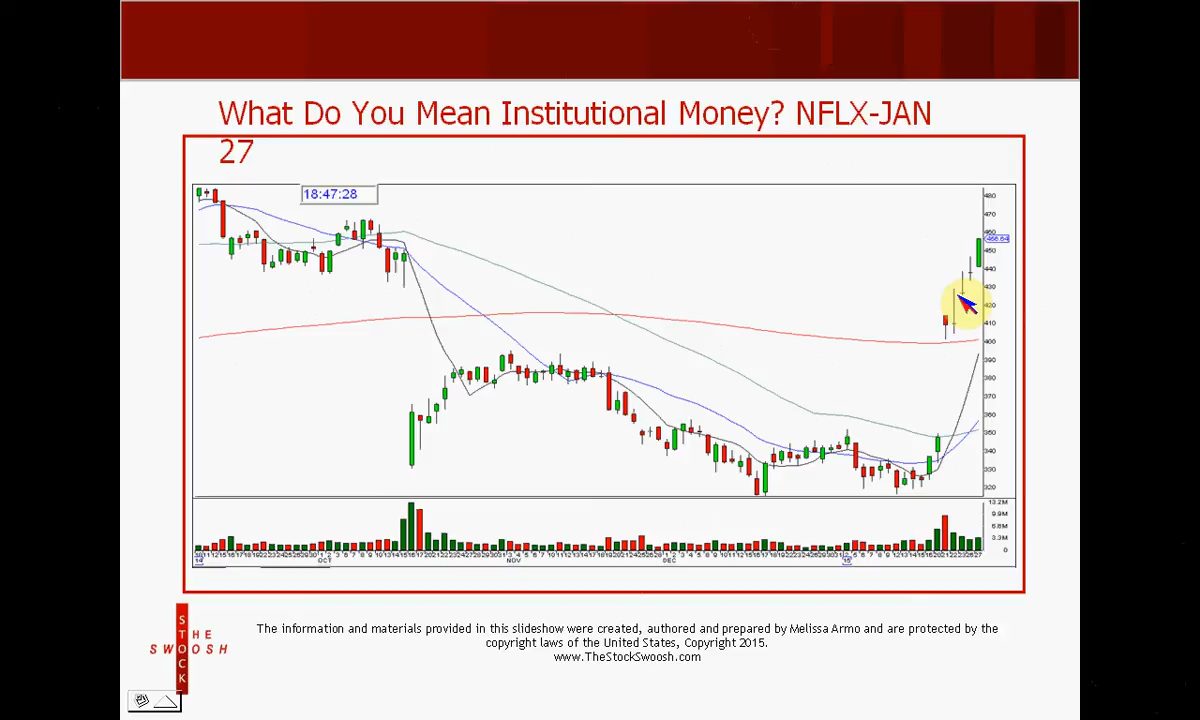 What Do You Mean Institutional Money? NFLX-JAN
27
18:47:28
480
470
460
450
440
430
420
410
400
390
380
370
360
350
340
330
320
13.2M
9.9M
6.6M
3.3M
0
OCT
NOV
DEC
STOCK
THE
SWOOSH
The information and materials provided in this slideshow were created, authored and prepared by Melissa Armo and are protected by the
copyright laws of the United States, Copyright 2015.
www.TheStockSwoosh.com